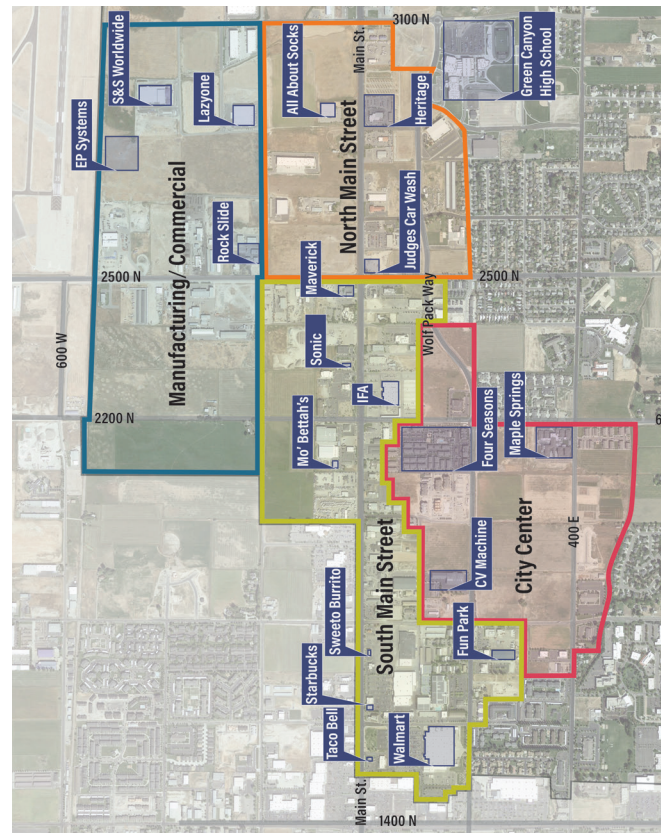 3100 N
Main St.
Green Canyon
High School
S&S Worldwide
Lazyone
All About Socks
Heritage
EP Systems
North Main Street
Manufacturing/ Commercial
Rock Slide
Judges Car Wash
2500 N
2500 N
Maverick
Wolf Pack Way
600 W
Sonic
IFA
2200 N
Mo' Bettah's
Four Seasons
Maple Springs
City Center
400 E
South Main Street
CV Machine
Sweeto Burrito
Fun Park
Starbucks
Taco Bell
Walmart
Main St.
1400 N